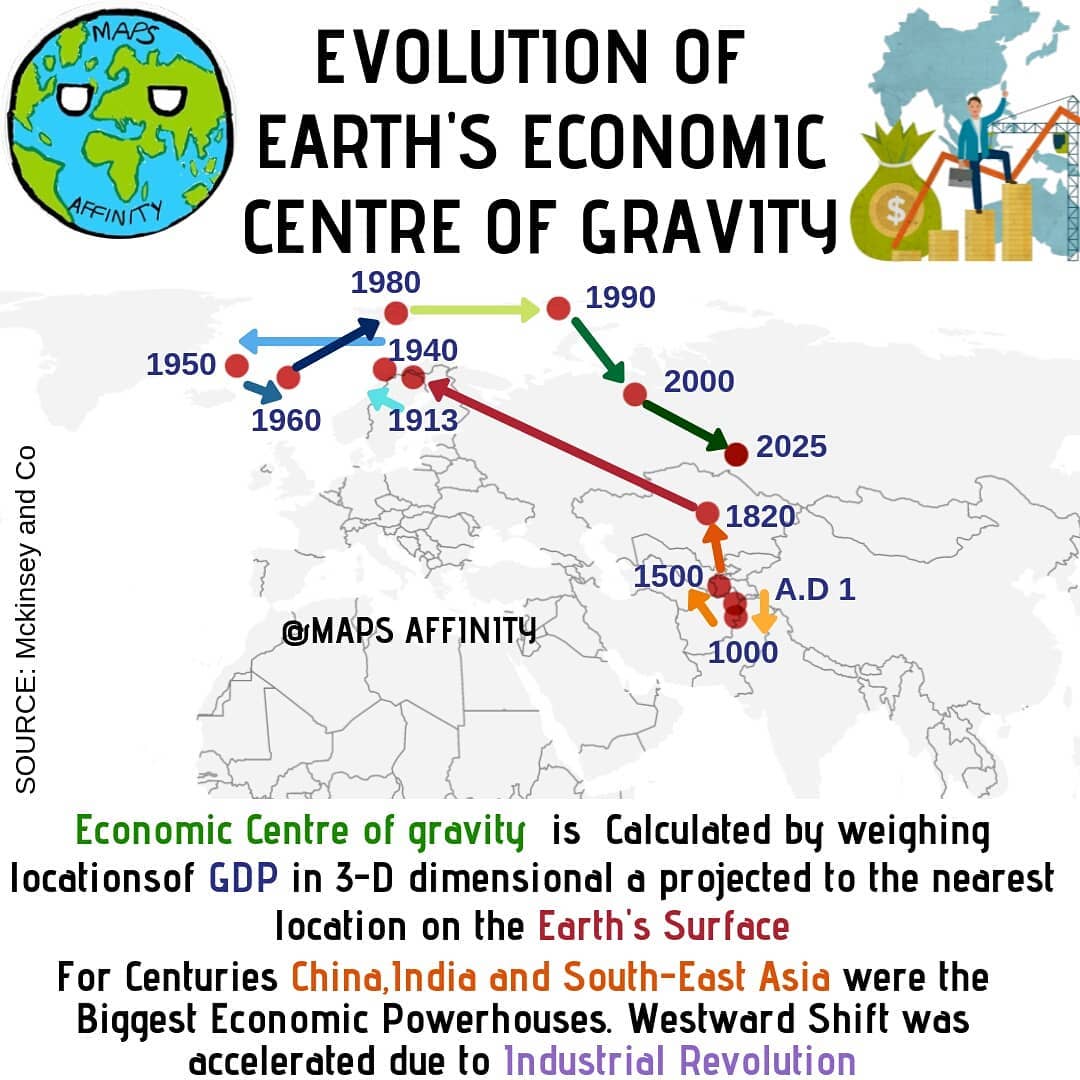 MAPS
AFFINITY
EVOLUTION OF
EARTH'S ECONOMIC
CENTRE OF GRAVITY
$
1980
1990
1950
1940
2000
1960
1913
2025
1820
1500
A.D 1
1000
@MAPS AFFINITY
SOURCE: Mckinsey and Co
Economic Centre of gravity is Calculated by weighing
locationsof GDP in 3-D dimensional a projected to the nearest
location on the Earth's Surface
For Centuries China,India and South-East Asia were the
Biggest Economic Powerhouses. Westward Shift was
accelerated due to Industrial Revolution